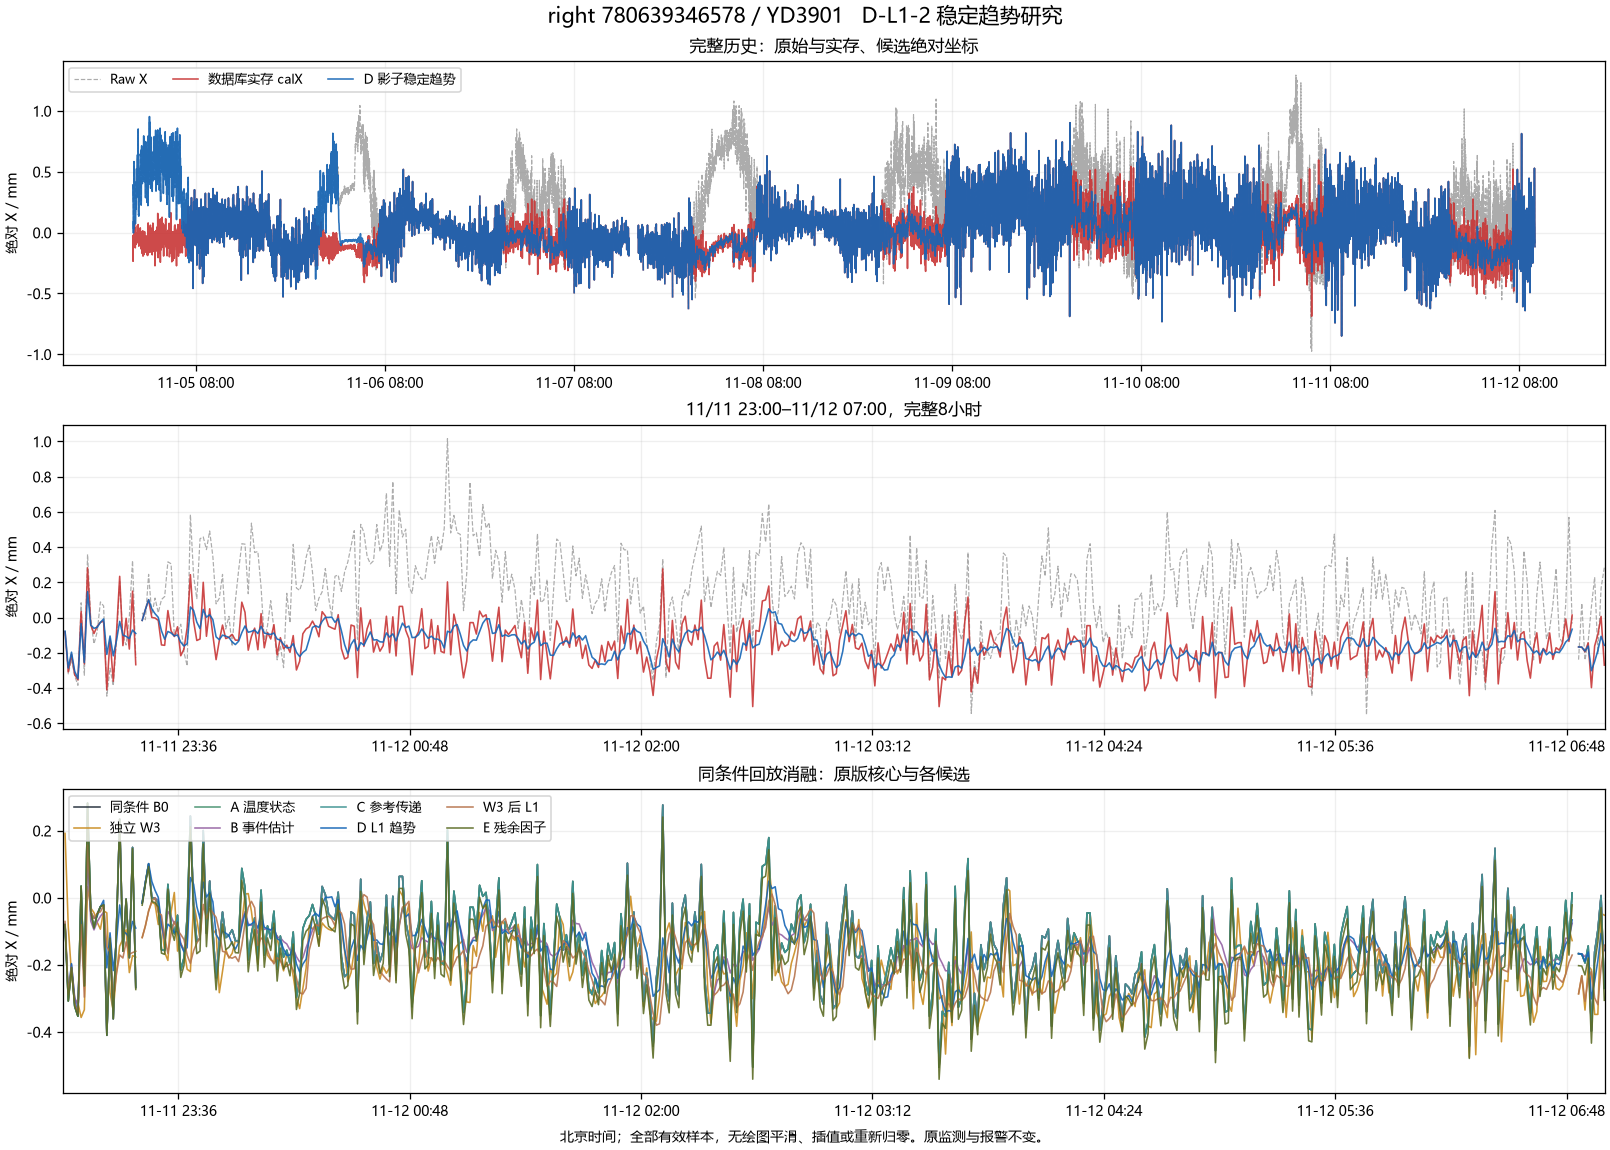 right 780639346578 / YD3901   D-L1-2 稳定趋势研究
完整历史：原始与实存、候选绝对坐标
Raw X   数据库实存 calX   D 影子稳定趋势
绝对 X / mm
1.0
0.5
0.0
-0.5
-1.0
11-05 08:00   11-06 08:00   11-07 08:00   11-08 08:00   11-09 08:00   11-10 08:00   11-11 08:00   11-12 08:00
11/11 23:00–11/12 07:00，完整8小时
绝对 X / mm
1.0
0.8
0.6
0.4
0.2
0.0
-0.2
-0.4
-0.6
11-11 23:36   11-12 00:48   11-12 02:00   11-12 03:12   11-12 04:24   11-12 05:36   11-12 06:48
同条件回放消融：原版核心与各候选
同条件 B0   A 温度状态   C 参考传递   W3 后 L1
独立 W3   B 事件估计   D L1 趋势   E 残余因子
绝对 X / mm
0.2
0.0
-0.2
-0.4
11-11 23:36   11-12 00:48   11-12 02:00   11-12 03:12   11-12 04:24   11-12 05:36   11-12 06:48
北京时间；全部有效样本，无绘图平滑、插值或重新归零。原监测与报警不变。